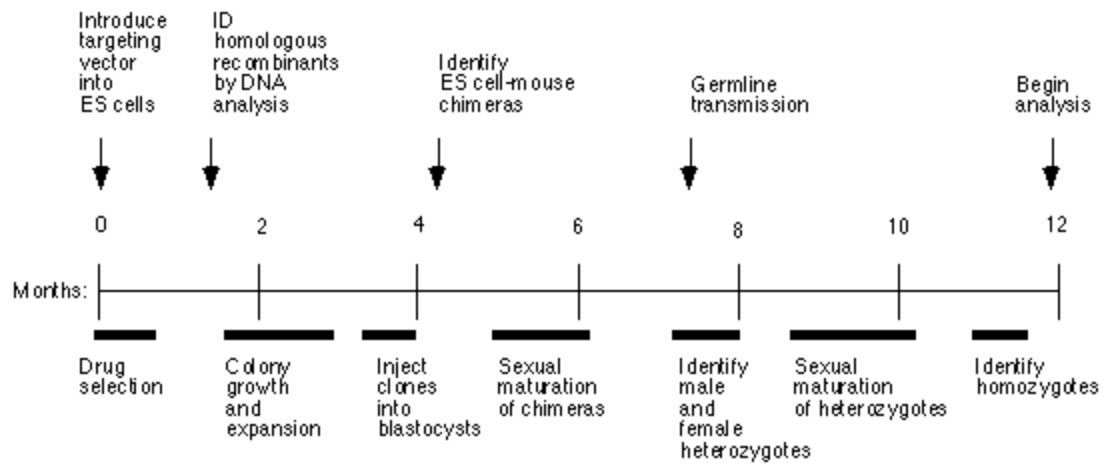 Introduce
targeting
vector
into
ES cells
ID
homologous
recombinants
by DNA
analysis
Identify
ES cell-mouse
chimeras
Germline
transmission
Begin
analysis
0
2
4
6
8
10
12
Months:
Drug
selection
Colony
growth
and
expansion
Inject
clones
into
blastocysts
Sexual
maturation
of chimeras
Identify
male
and
female
heterozygotes
Sexual
maturation
of heterozygotes
Identify
homozygotes